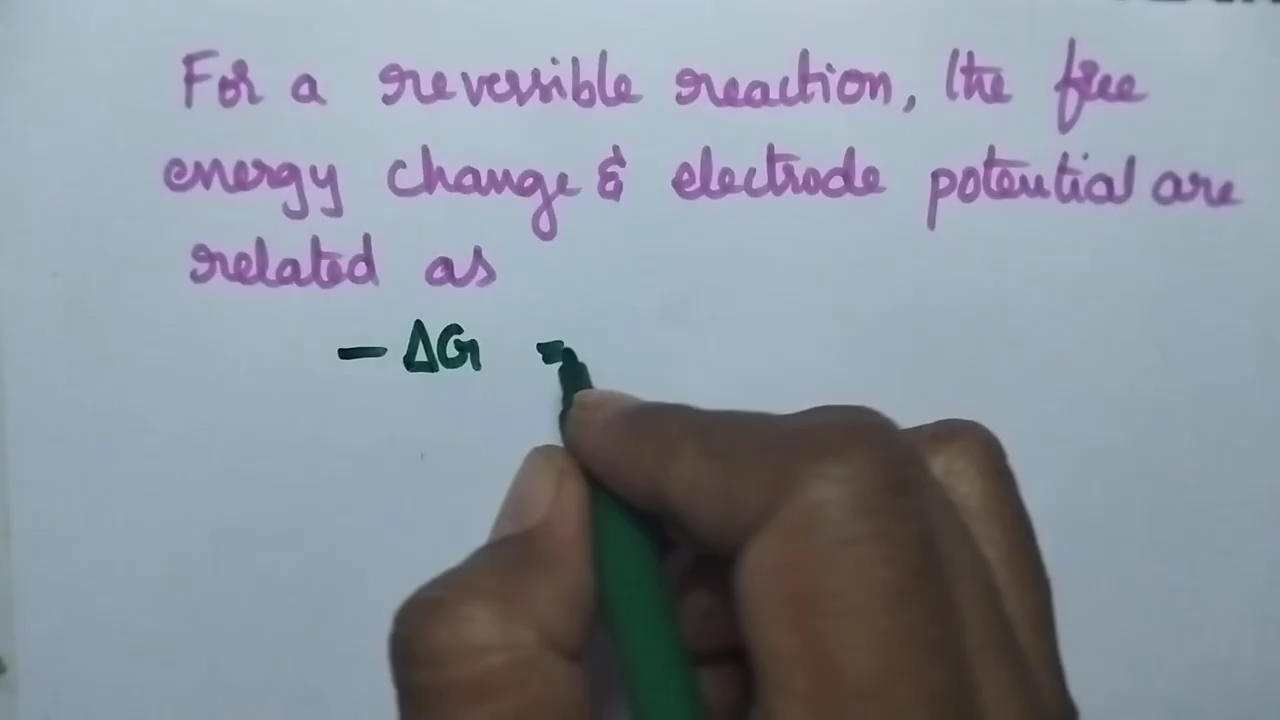 For a reversible reaction, the free
energy change & electrode potential are
related as
- ΔG =